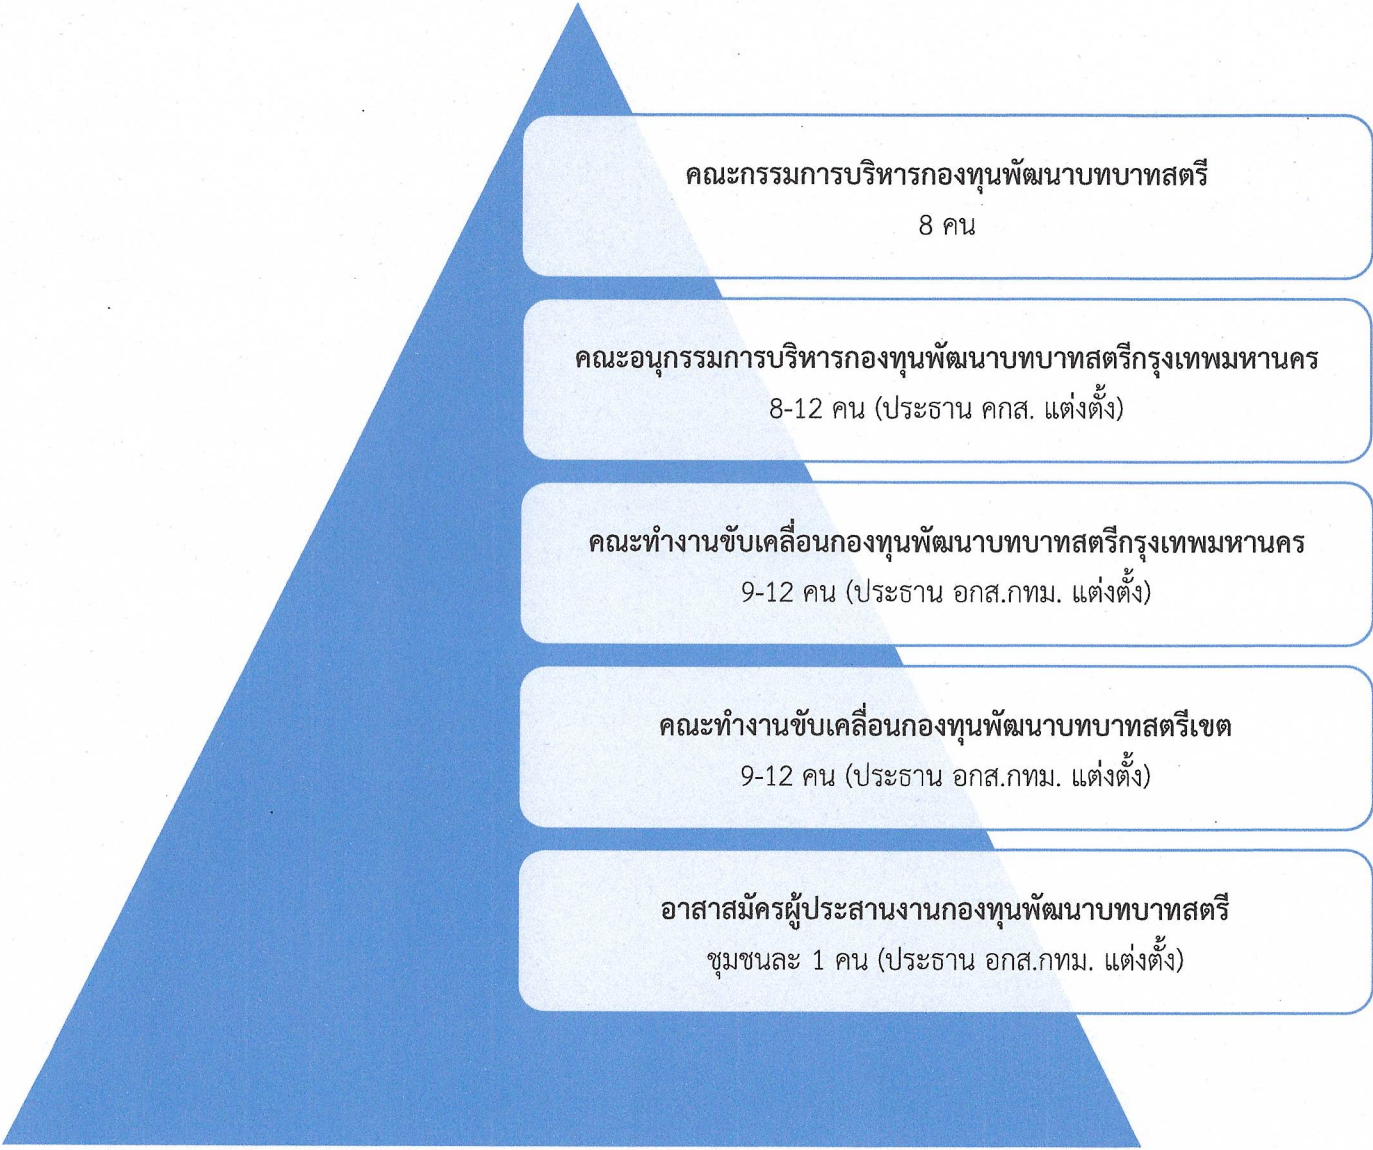 คณะกรรมการบริหารกองทุนพัฒนาบทบาทสตรี
8 คน
คณะอนุกรรมการบริหารกองทุนพัฒนาบทบาทสตรีกรุงเทพมหานคร
8-12 คน (ประธาน คกส. แต่งตั้ง)
คณะทำงานขับเคลื่อนกองทุนพัฒนาบทบาทสตรีกรุงเทพมหานคร
9-12 คน (ประธาน อกส.กทม. แต่งตั้ง)
คณะทำงานขับเคลื่อนกองทุนพัฒนาบทบาทสตรีเขต
9-12 คน (ประธาน อกส.กทม. แต่งตั้ง)
อาสาสมัครผู้ประสานงานกองทุนพัฒนาบทบาทสตรี
ชุมชนละ 1 คน (ประธาน อกส.กทม. แต่งตั้ง)